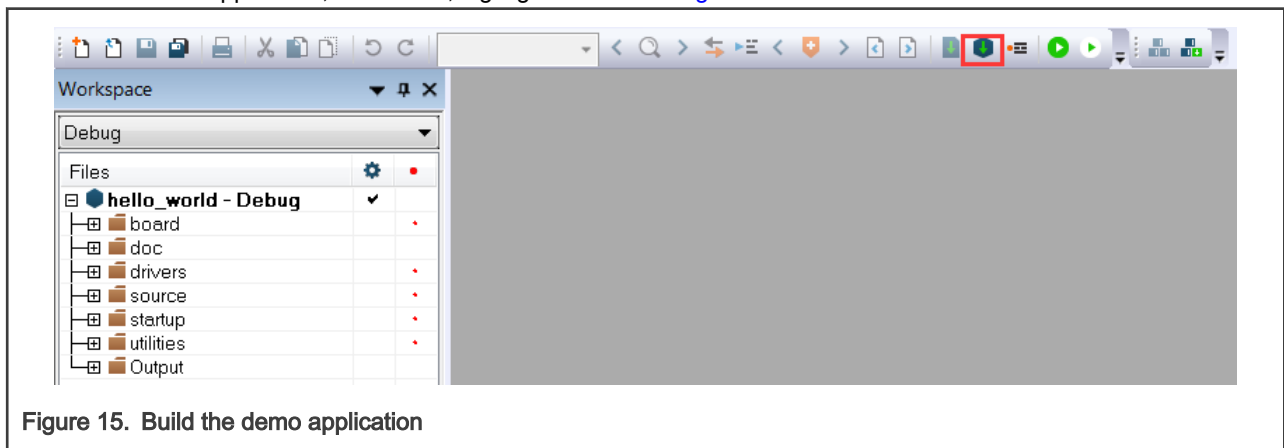 Workspace
Debug
Files
hello_world - Debug
board
doc
drivers
source
startup
utilities
Output
Figure 15. Build the demo application